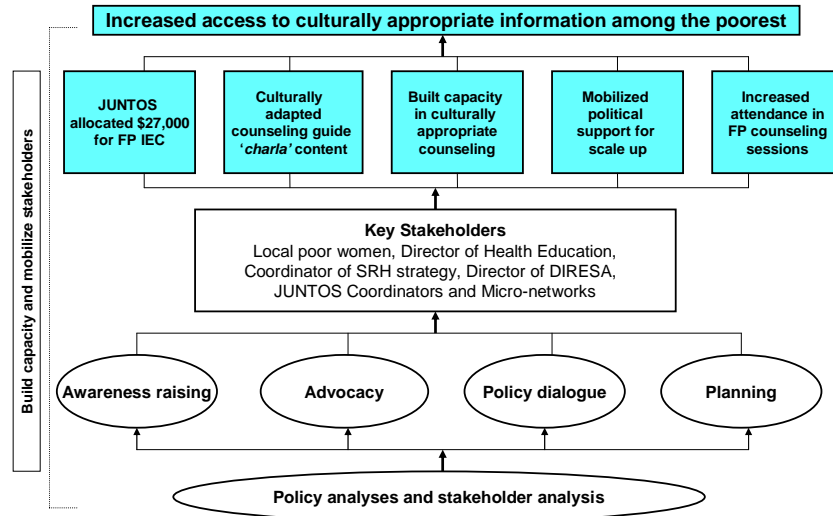 Increased access to culturally appropriate information among the poorest
Build capacity and mobilize stakeholders
JUNTOS
allocated $27,000
for FP IEC
Culturally
adapted
counseling guide
‘charla’ content
Built capacity
in culturally
appropriate
counseling
Mobilized
political
support for
scale up
Increased
attendance in
FP counseling
sessions
Key Stakeholders
Local poor women, Director of Health Education,
Coordinator of SRH strategy, Director of DIRESA,
JUNTOS Coordinators and Micro-networks
Awareness raising
Advocacy
Policy dialogue
Planning
Policy analyses and stakeholder analysis